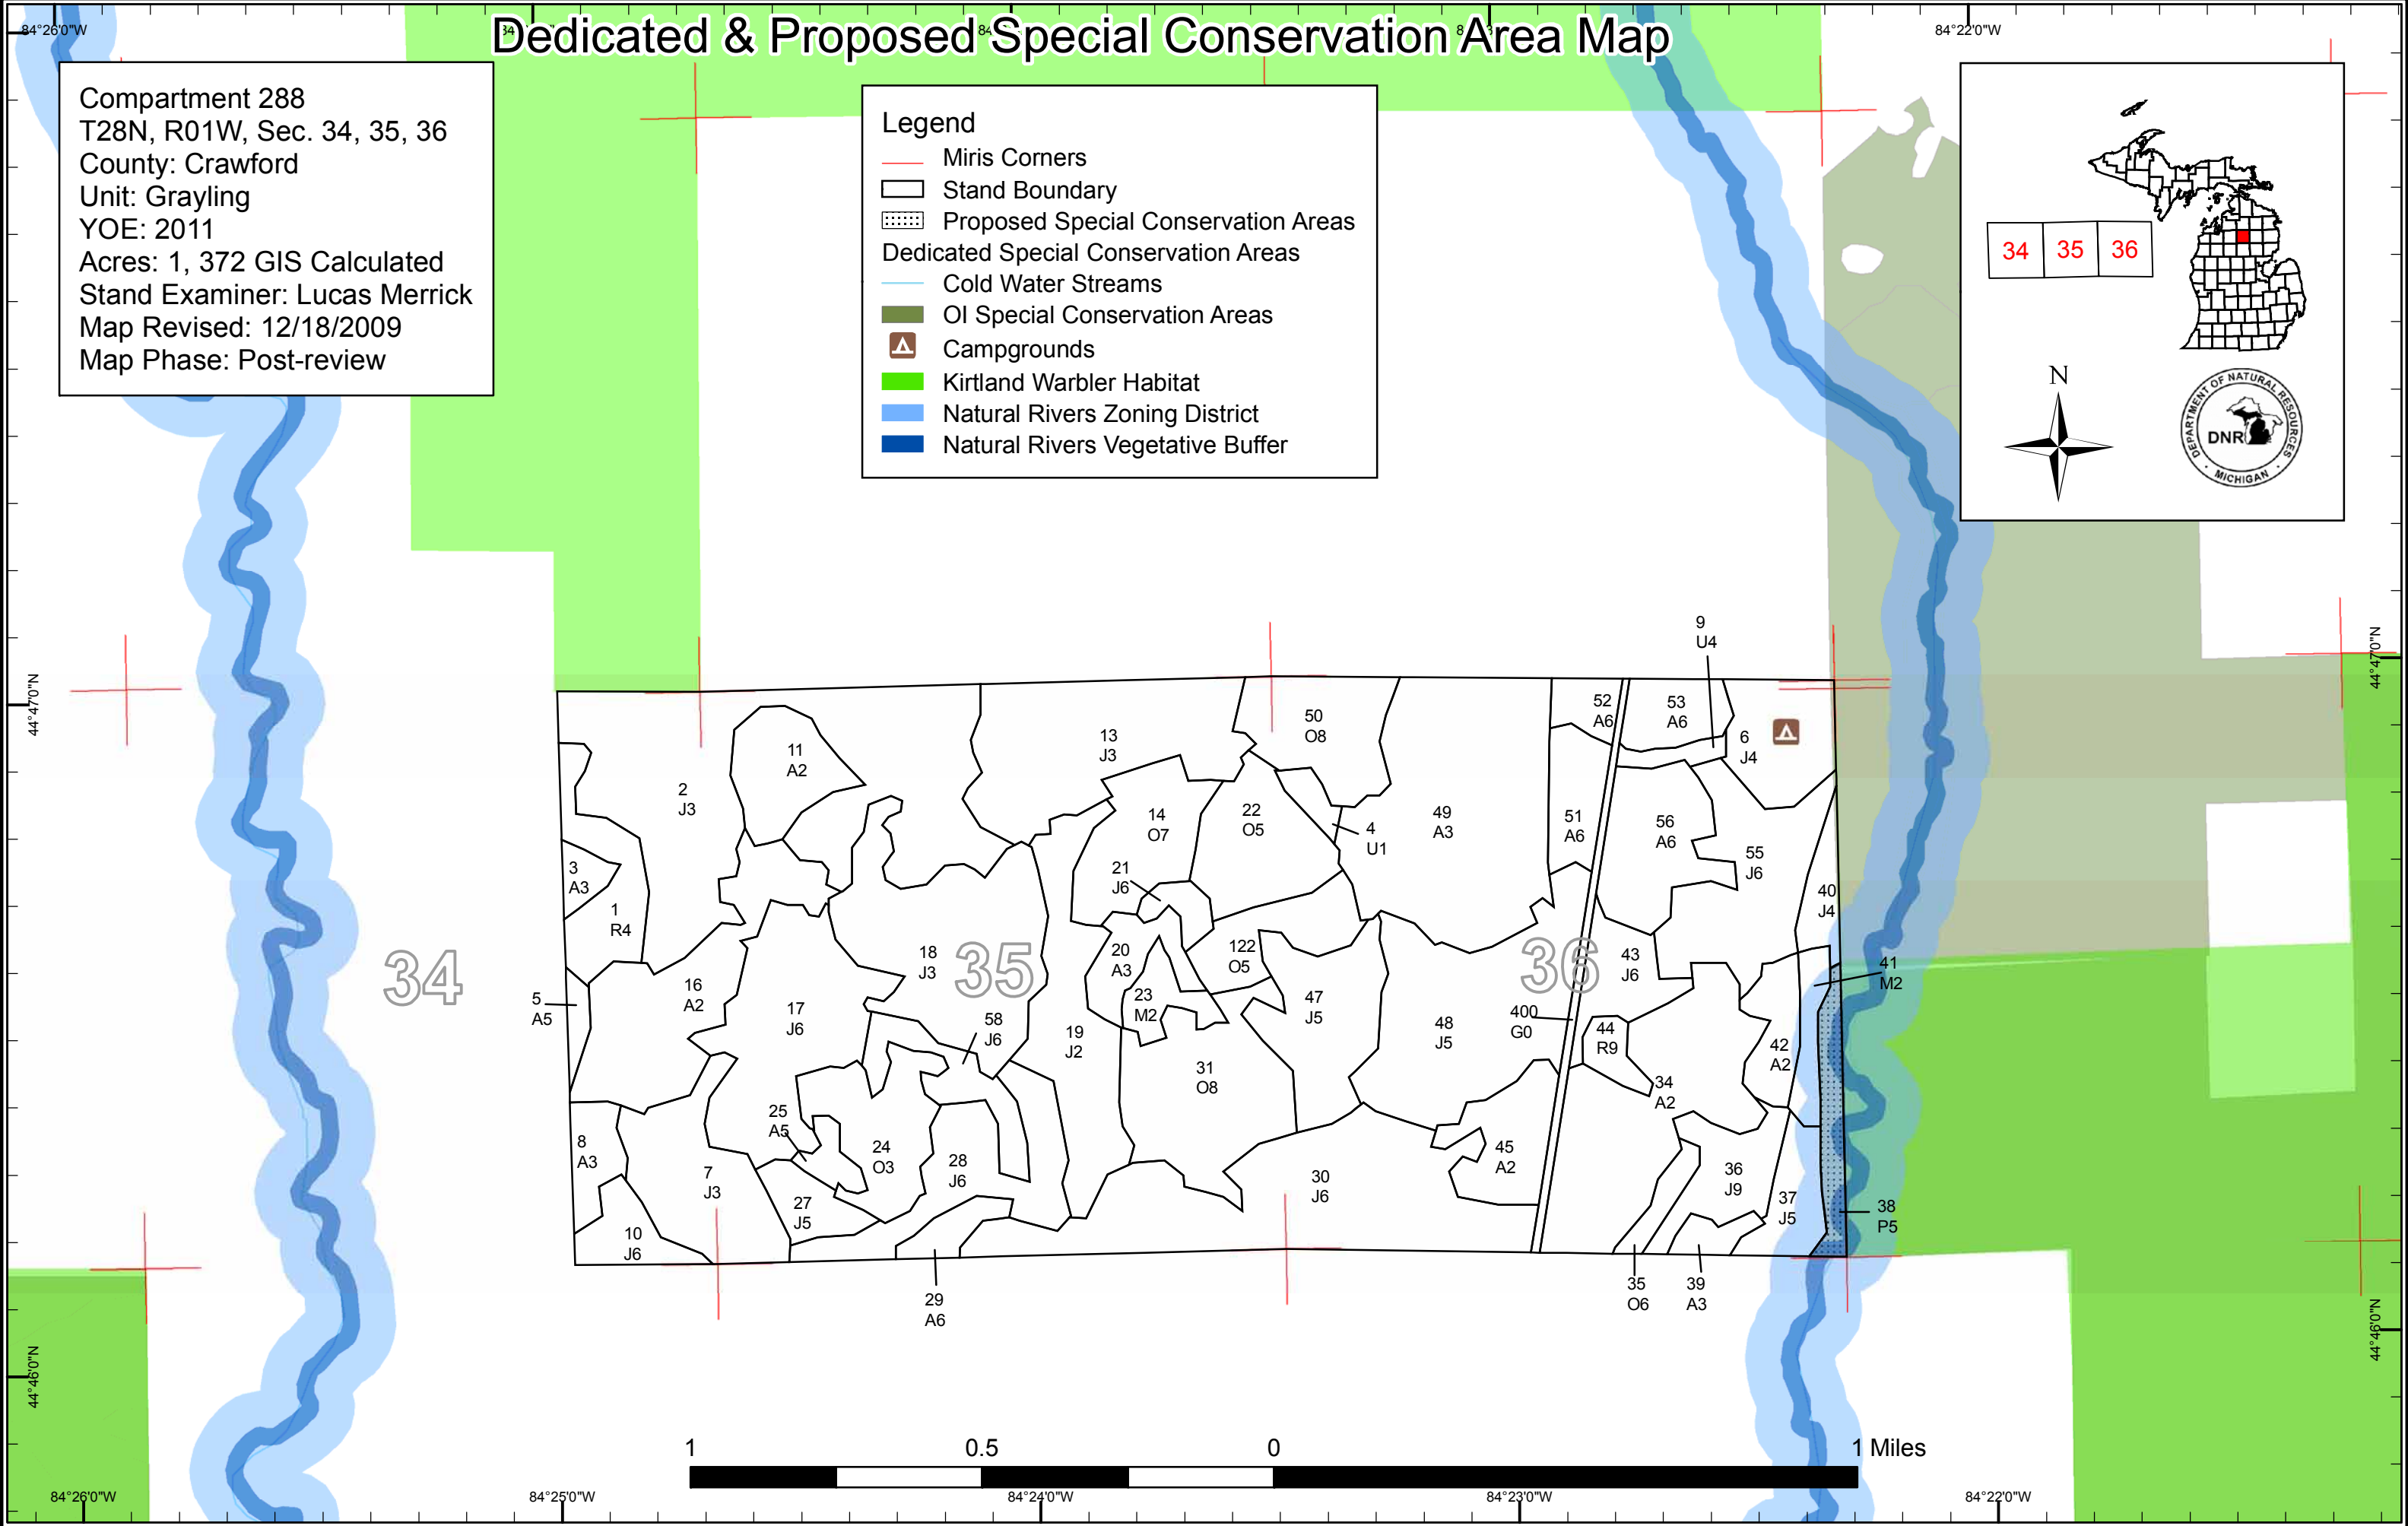 Dedicated & Proposed Special Conservation Area Map
84°26'0"W
84°22'0"W
Compartment 288
T28N, R01W, Sec. 34, 35, 36
County: Crawford
Unit: Grayling
YOE: 2011
Acres: 1, 372 GIS Calculated
Stand Examiner: Lucas Merrick
Map Revised: 12/18/2009
Map Phase: Post-review
Legend
Miris Corners
Stand Boundary
Proposed Special Conservation Areas
Dedicated Special Conservation Areas
Cold Water Streams
OI Special Conservation Areas
Campgrounds
Kirtland Warbler Habitat
Natural Rivers Zoning District
Natural Rivers Vegetative Buffer
34 35 36
N
DEPARTMENT OF NATURAL RESOURCES
DNR
MICHIGAN
44°47'0"N
44°47'0"N
9
U4
52
A6
53
A6
6
J4
50
O8
13
J3
11
A2
2
J3
14
O7
22
O5
4
U1
49
A3
51
A6
56
A6
55
J6
3
A3
21
J6
40
J4
1
R4
18
J3
20
A3
122
O5
43
J6
34
35
36
41
M2
5
A5
16
A2
17
J6
58
J6
19
J2
23
M2
47
J5
48
J5
400
G0
44
R9
42
A2
31
O8
34
A2
25
A5
24
O3
28
J6
8
A3
7
J3
27
J5
30
J6
45
A2
36
J9
37
J5
38
P5
10
J6
29
A6
35
O6
39
A3
44°46'0"N
44°46'0"N
1 0.5 0 1 Miles
84°26'0"W
84°25'0"W
84°24'0"W
84°23'0"W
84°22'0"W